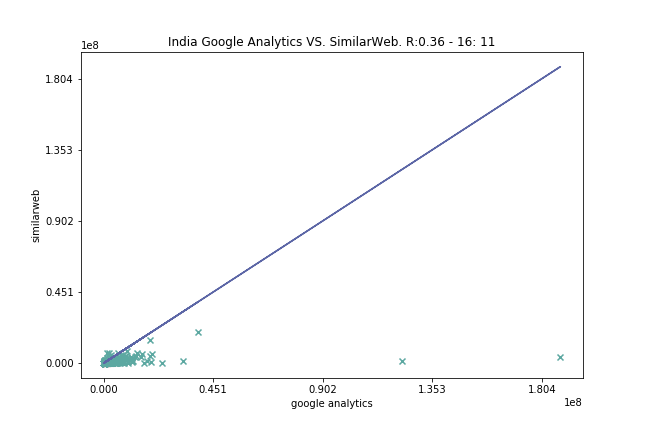 India Google Analytics VS. SimilarWeb. R:0.36 - 16: 11
1e8
1.804
1.353
0.902
0.451
0.000
similarweb
0.000 0.451 0.902 1.353 1.804
google analytics
1e8